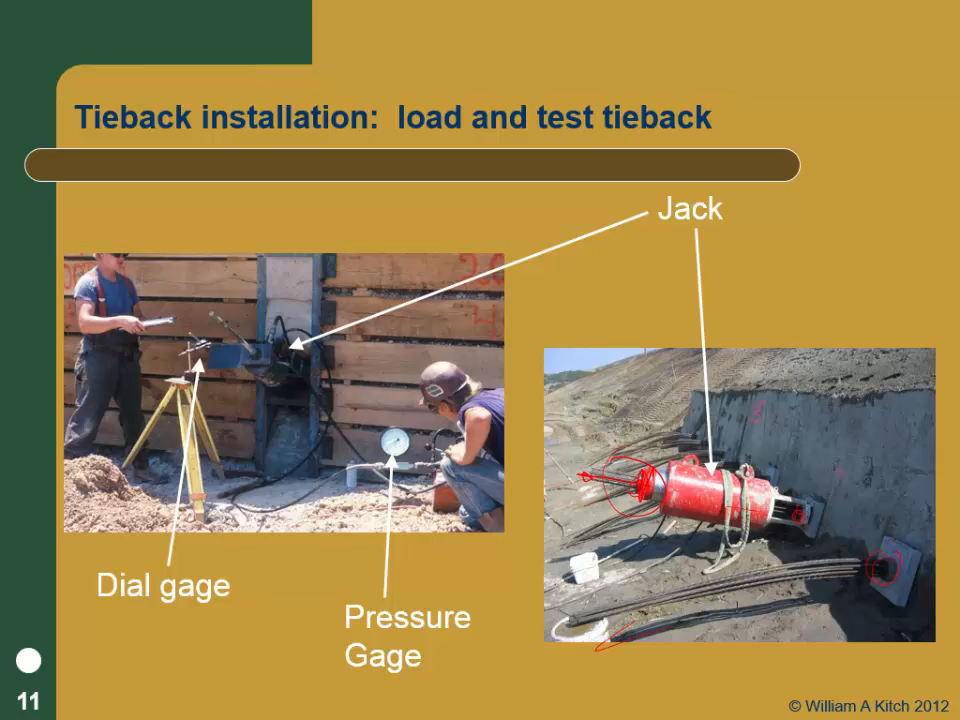 Tieback installation: load and test tieback
Jack
Dial gage
Pressure
Gage
11
© William A Kitch 2012